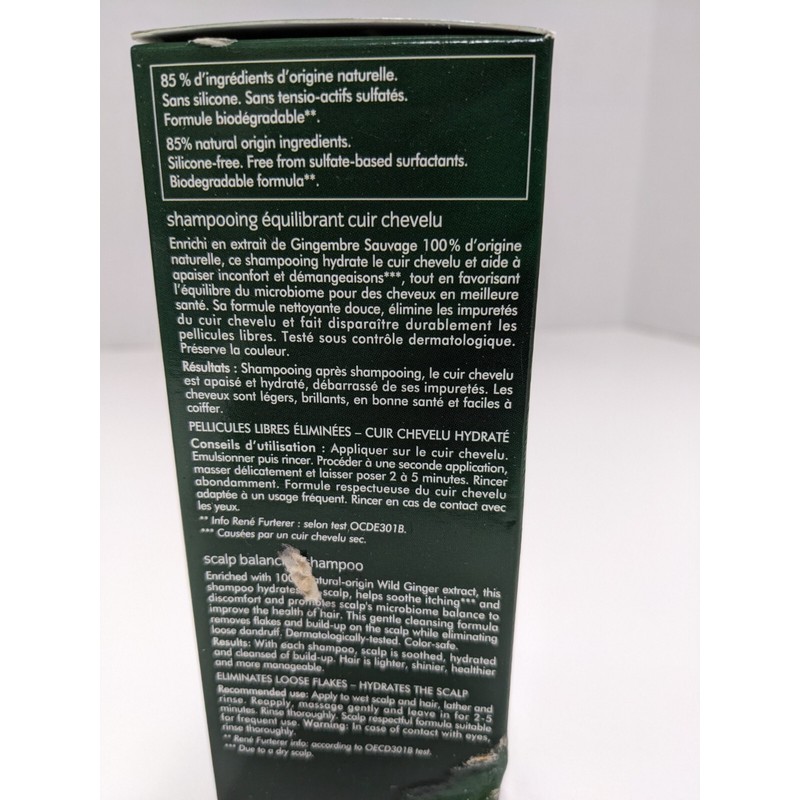 85 % d'ingrédients d'origine naturelle.
Sans silicone. Sans tensio-actifs sulfatés.
Formule biodégradable**.
85% natural origin ingredients.
Silicone-free. Free from sulfate-based surfactants.
Biodegradable formula**.
shampooing équilibrant cuir chevelu
Enrichi en extrait de Gingembre Sauvage 100% d'origine
naturelle, ce shampooing hydrate le cuir chevelu et aide à
apaiser inconfort et démangeaisons***, tout en favorisant
l'équilibre du microbiome pour des cheveux en meilleure
santé. Sa formule nettoyante douce, élimine les impuretés
du cuir chevelu et fait disparaître durablement les
pellicules libres. Testé sous contrôle dermatologique.
Préserve la couleur.
Résultats : Shampooing après shampooing, le cuir chevelu
est apaisé et hydraté, débarrassé de ses impuretés. Les
cheveux sont légers, brillants, en bonne santé et faciles à
coiffer.
PELLICULES LIBRES ÉLIMINÉES – CUIR CHEVELU HYDRATÉ
Conseils d'utilisation : Appliquer sur le cuir chevelu.
Emulsionner puis rincer. Procéder à une seconde application,
masser délicatement et laisser poser 2 à 5 minutes. Rincer
abondamment. Formule respectueuse du cuir chevelu
adaptée à un usage fréquent. Rincer en cas de contact avec
les yeux.
** Info René Furterer : selon test OCDE301B.
*** Causées par un cuir chevelu sec.
scalp balanc shampoo
Enriched with 100 natural-origin Wild Ginger extract, this
shampoo hydrates scalp, helps soothe itching*** and
discomfort and promotes scalp's microbiome balance to
improve the health of hair. This gentle cleansing formula
removes flakes and build-up on the scalp while eliminating
loose dandruff. Dermatologically-tested. Color-safe.
Results: With each shampoo, scalp is soothed, hydrated
and cleansed of build-up. Hair is lighter, shinier, healthier
and more manageable.
ELIMINATES LOOSE FLAKES – HYDRATES THE SCALP
Recommended use: Apply to wet scalp and hair, lather and
rinse. Reapply, massage gently and leave in for 2-5
minutes. Rinse thoroughly. Scalp respectful formula suitable
for frequent use. Warning: In case of contact with eyes,
rinse thoroughly.
** René Furterer info: according to OECD301B test.
*** Due to a dry scalp.